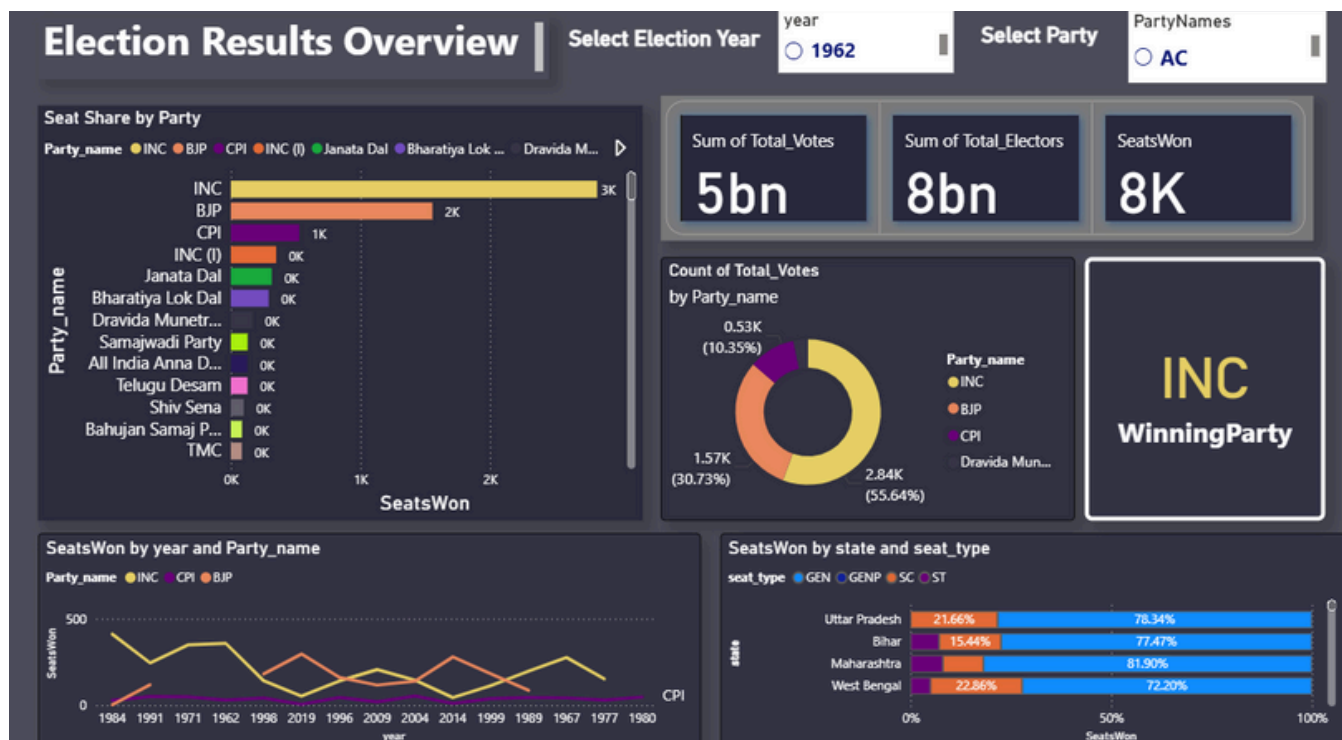 Election Results Overview
Select Election Year
year
1962
Select Party
PartyNames
AC
Seat Share by Party
Party_name INC BJP CPI INC (I) Janata Dal Bharatiya Lok ... Dravida M...
Party_name
INC 3K
BJP 2K
CPI 1K
INC (I) 0K
Janata Dal 0K
Bharatiya Lok Dal 0K
Dravida Munetr... 0K
Samajwadi Party 0K
All India Anna D... 0K
Telugu Desam 0K
Shiv Sena 0K
Bahujan Samaj P... 0K
TMC 0K
0K 1K 2K
SeatsWon
Sum of Total_Votes
5bn
Sum of Total_Electors
8bn
SeatsWon
8K
Count of Total_Votes
by Party_name
0.53K
(10.35%)
1.57K
(30.73%)
2.84K
(55.64%)
Party_name
INC
BJP
CPI
Dravida Mun...
INC
WinningParty
SeatsWon by year and Party_name
Party_name INC CPI BJP
SeatsWon
500
0
CPI
1984 1991 1971 1962 1998 2019 1996 2009 2004 2014 1999 1989 1967 1977 1980
year
SeatsWon by state and seat_type
seat_type GEN GENP SC ST
state
Uttar Pradesh 21.66% 78.34%
Bihar 15.44% 77.47%
Maharashtra 81.90%
West Bengal 22.86% 72.20%
0% 50% 100%
SeatsWon